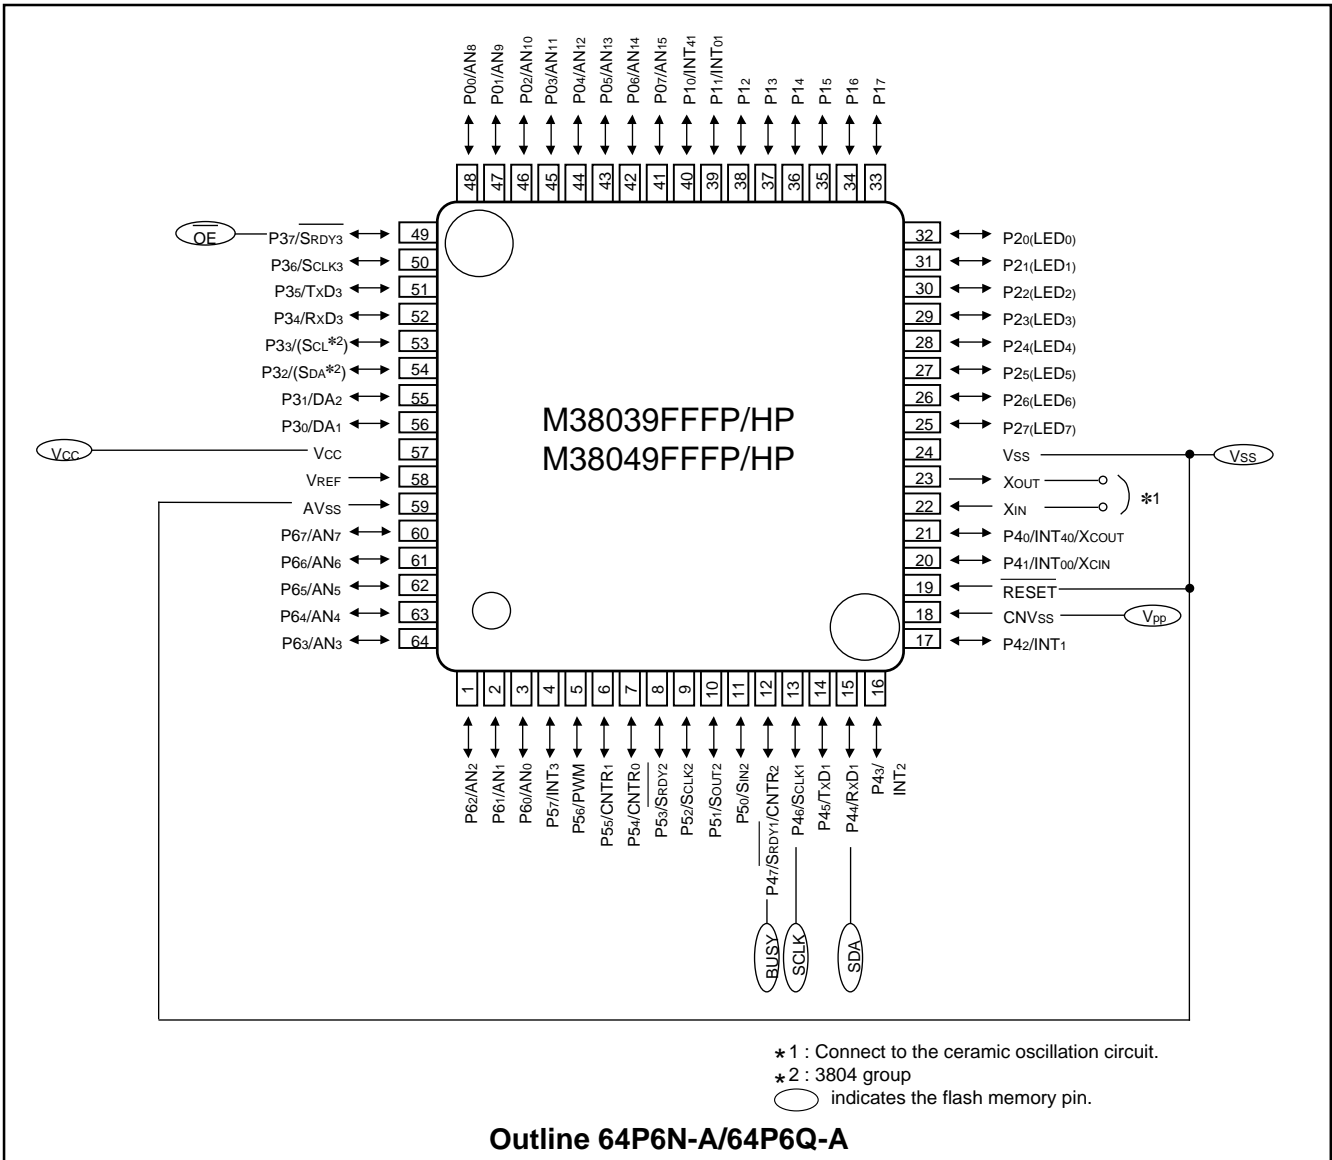 P00/AN8
P01/AN9
P02/AN10
P03/AN11
P04/AN12
P05/AN13
P06/AN14
P07/AN15
P10/INT41
P11/INT01
P12
P13
P14
P15
P16
P17
48 47 46 45 44 43 42 41 40 39 38 37 36 35 34 33
OE P37/SRDY3 49
P36/SCLK3 50
P35/TXD3 51
P34/RXD3 52
P33/(SCL*2) 53
P32/(SDA*2) 54
P31/DA2 55
P30/DA1 56
VCC VCC 57
VREF 58
AVSS 59
P67/AN7 60
P66/AN6 61
P65/AN5 62
P64/AN4 63
P63/AN3 64
M38039FFFP/HP
M38049FFFP/HP
32 P20(LED0)
31 P21(LED1)
30 P22(LED2)
29 P23(LED3)
28 P24(LED4)
27 P25(LED5)
26 P26(LED6)
25 P27(LED7)
24 VSS VSS
23 XOUT
*1
22 XIN
21 P40/INT40/XCOUT
20 P41/INT00/XCIN
19 RESET
18 CNVSS Vpp
17 P42/INT1
1 2 3 4 5 6 7 8 9 10 11 12 13 14 15 16
P62/AN2
P61/AN1
P60/AN0
P57/INT3
P56/PWM
P55/CNTR1
P54/CNTR0
P53/SRDY2
P52/SCLK2
P51/SOUT2
P50/SIN2
P47/SRDY1/CNTR2
P46/SCLK1
P45/TXD1
P44/RXD1
P43/
INT2
BUSY
SCLK
SDA
*1 : Connect to the ceramic oscillation circuit.
*2 : 3804 group
indicates the flash memory pin.
Outline 64P6N-A/64P6Q-A